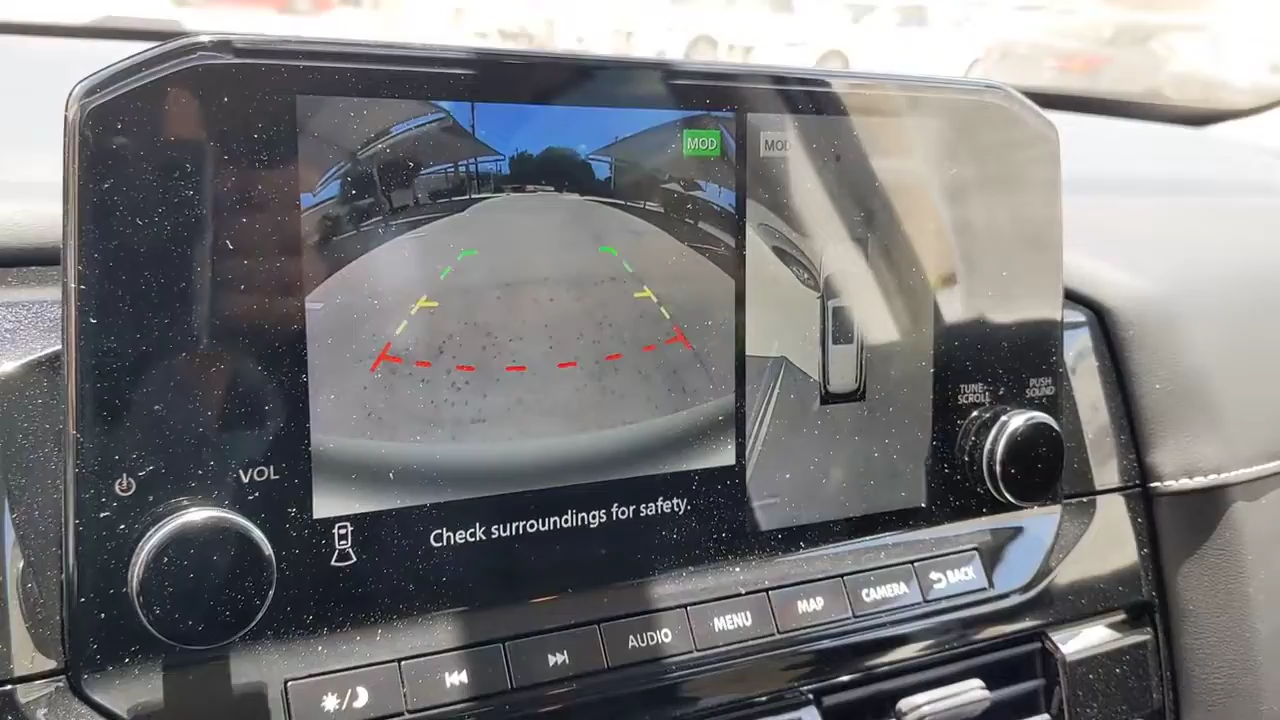 MOD
MOD
TUNE·
SCROLL
PUSH
SOUND
VOL
Check surroundings for safety.
AUDIO
MENU
MAP
CAMERA
BACK